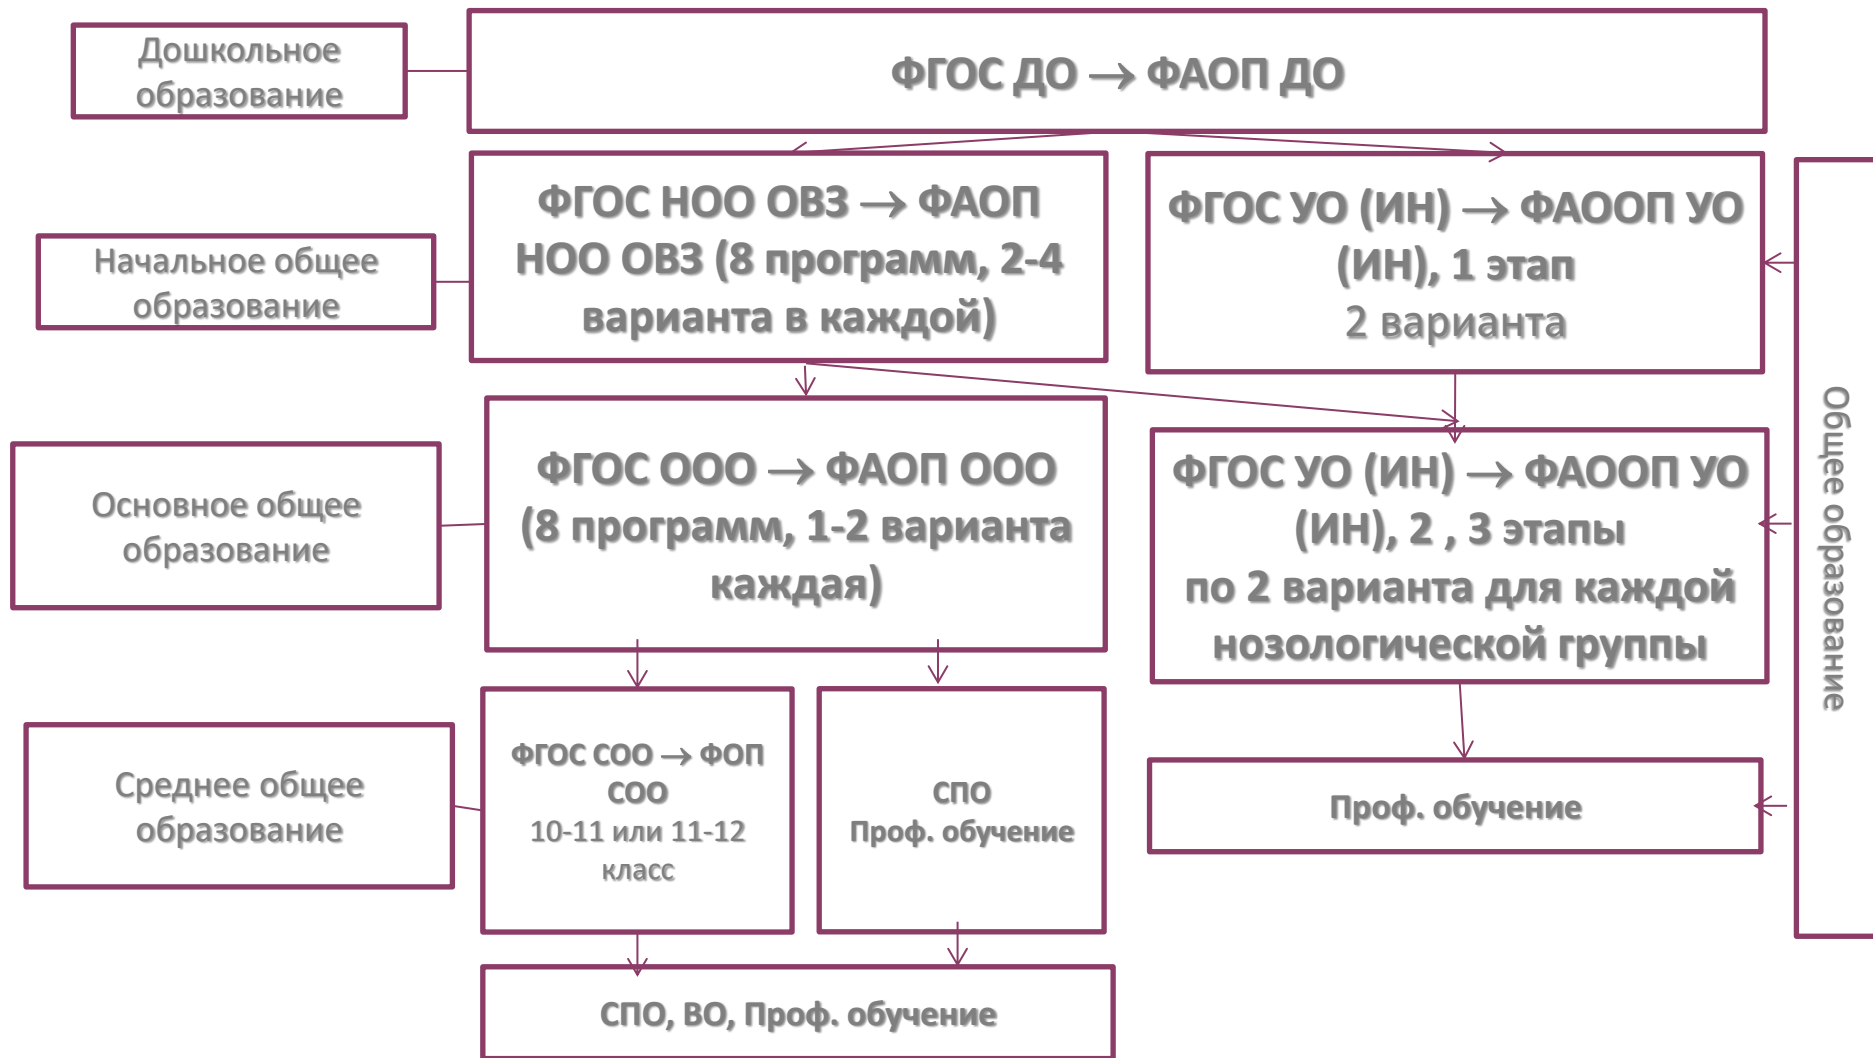 Дошкольное
образование
ФГОС ДО → ФАОП ДО
Начальное общее
образование
ФГОС НОО ОВЗ → ФАОП
НОО ОВЗ (8 программ, 2-4
варианта в каждой)
ФГОС УО (ИН) → ФАООП УО
(ИН), 1 этап
2 варианта
Общее образование
Основное общее
образование
ФГОС ООО → ФАОП ООО
(8 программ, 1-2 варианта
каждая)
ФГОС УО (ИН) → ФАООП УО
(ИН), 2 , 3 этапы
по 2 варианта для каждой
нозологической группы
Среднее общее
образование
ФГОС СОО → ФОП
СОО
10-11 или 11-12
класс
СПО
Проф. обучение
Проф. обучение
СПО, ВО, Проф. обучение